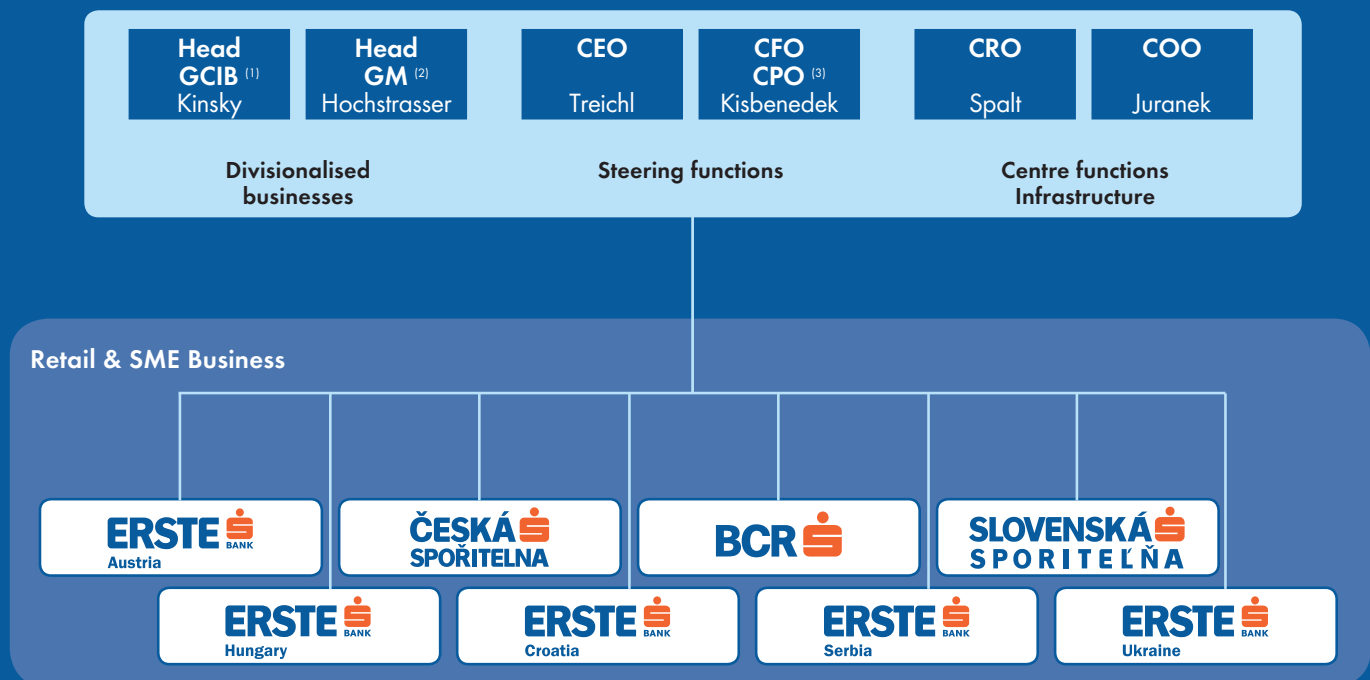 Head
GCIB (1)
Kinsky
Head
GM (2)
Hochstrasser
CEO
Treichl
CFO
CPO (3)
Kisbenedek
CRO
Spalt
COO
Juranek
Divisionalised
businesses
Steering functions
Centre functions
Infrastructure
Retail & SME Business
ERSTE
BANK
Austria
ČESKÁ
SPOŘITELNA
BCR
SLOVENSKÁ
SPORITEĽŇA
ERSTE
BANK
Hungary
ERSTE
BANK
Croatia
ERSTE
BANK
Serbia
ERSTE
BANK
Ukraine